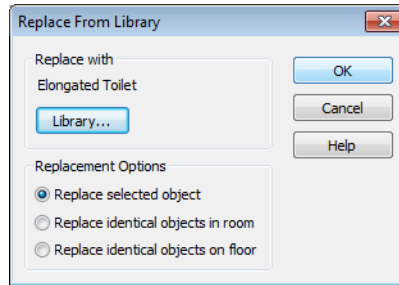 Replace From Library
Replace with
Elongated Toilet
Library...
OK
Cancel
Help
Replacement Options
Replace selected object
Replace identical objects in room
Replace identical objects on floor